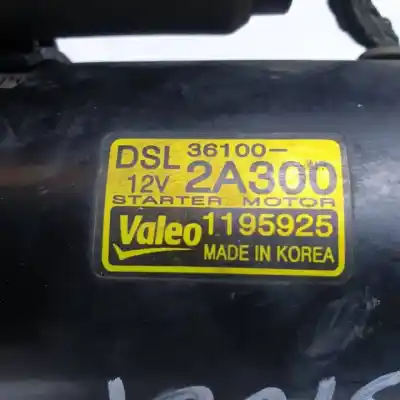 DSL 36100-
12V 2A300
STARTER MOTOR
Valeo 1195925
MADE IN KOREA